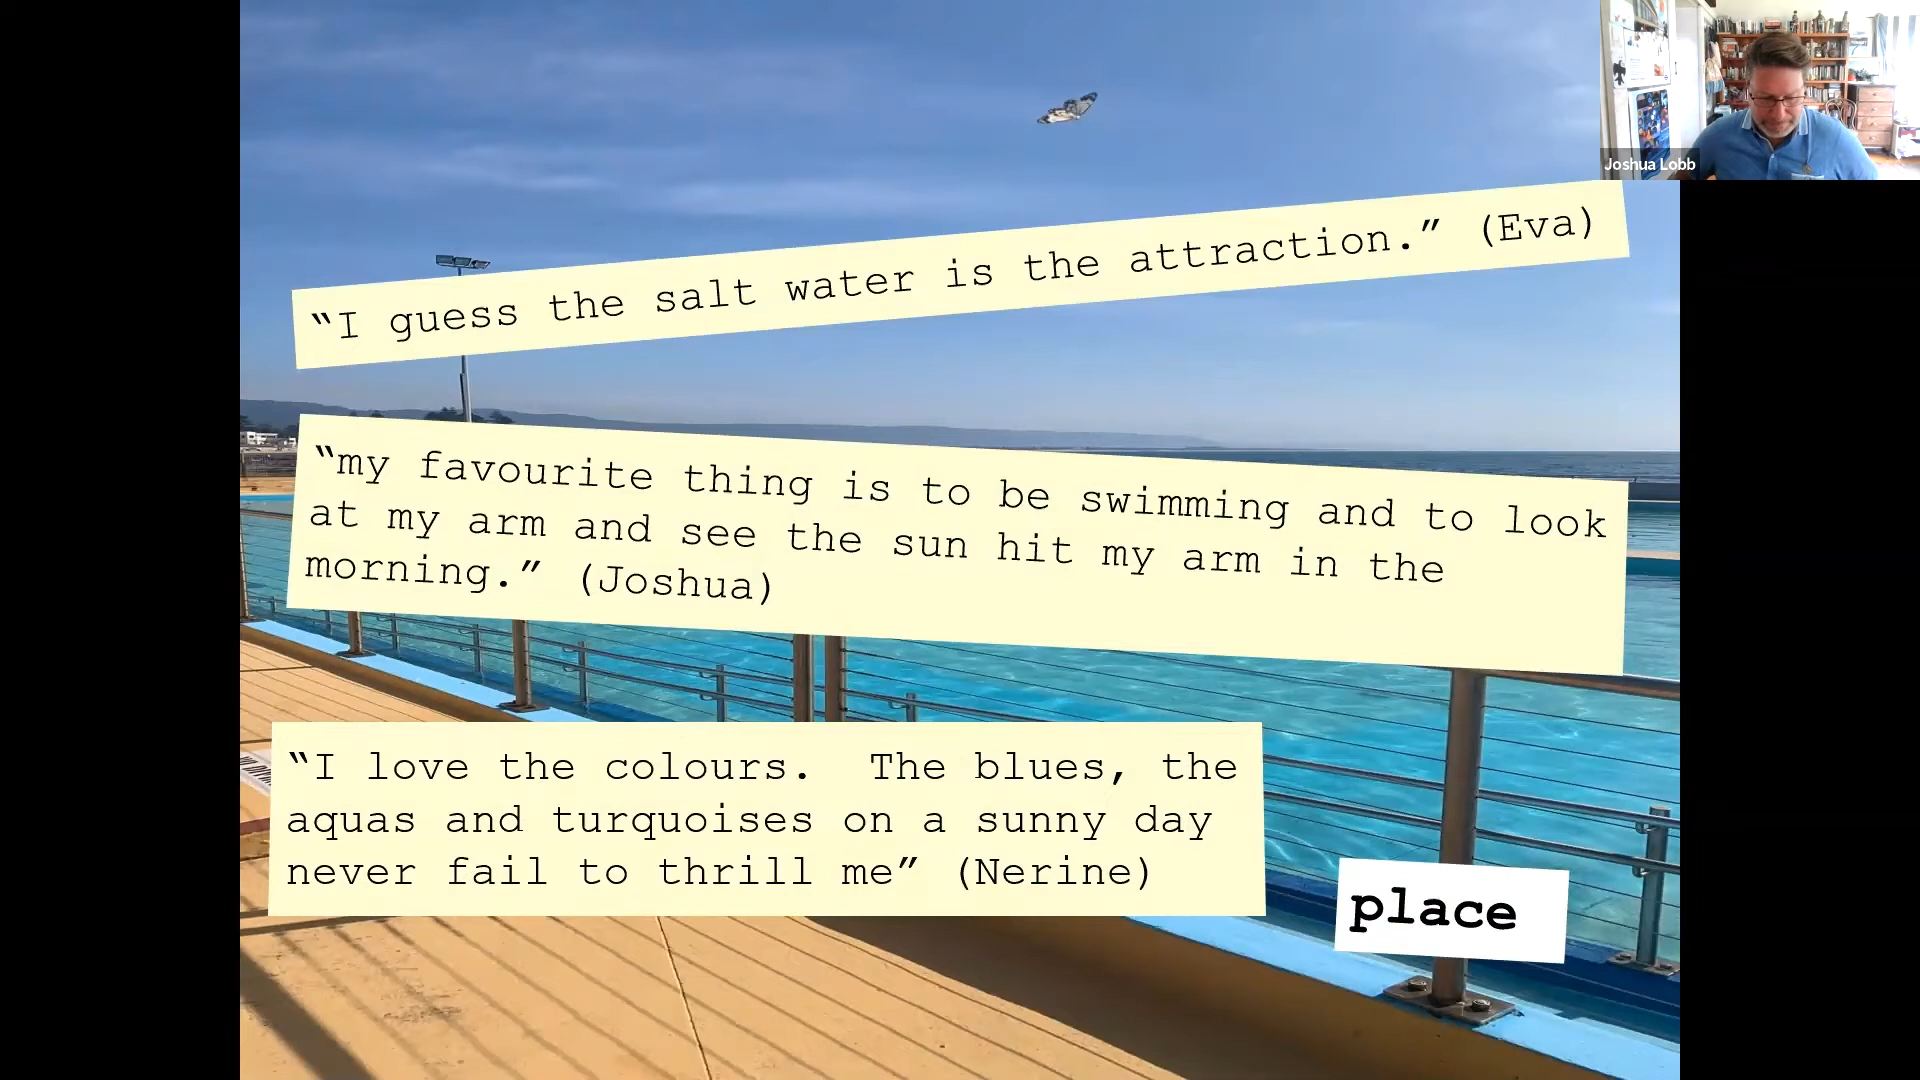 Joshua Lobb
“I guess the salt water is the attraction.” (Eva)
“my favourite thing is to be swimming and to look
at my arm and see the sun hit my arm in the
morning.” (Joshua)
“I love the colours.  The blues, the
aquas and turquoises on a sunny day
never fail to thrill me” (Nerine)
place